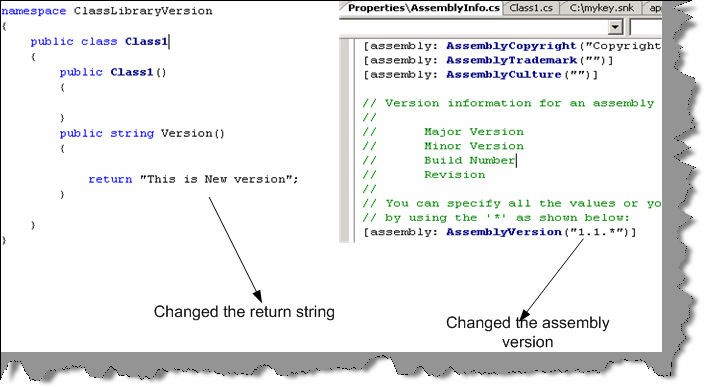 namespace ClassLibraryVersion
{
public class Class1
{
public Class1()
{
}
public string Version()
{
return "This is New version";
}
}
}
Changed the return string
Properties\AssemblyInfo.cs Class1.cs C:\mykey.snk
[assembly: AssemblyCopyright("Copyright
[assembly: AssemblyTrademark("")]
[assembly: AssemblyCulture("")]
// Version information for an assembly
//
// Major Version
// Minor Version
// Build Number
// Revision
//
// You can specify all the values or yo
// by using the '*' as shown below:
[assembly: AssemblyVersion("1.1.*")]
Changed the assembly
version